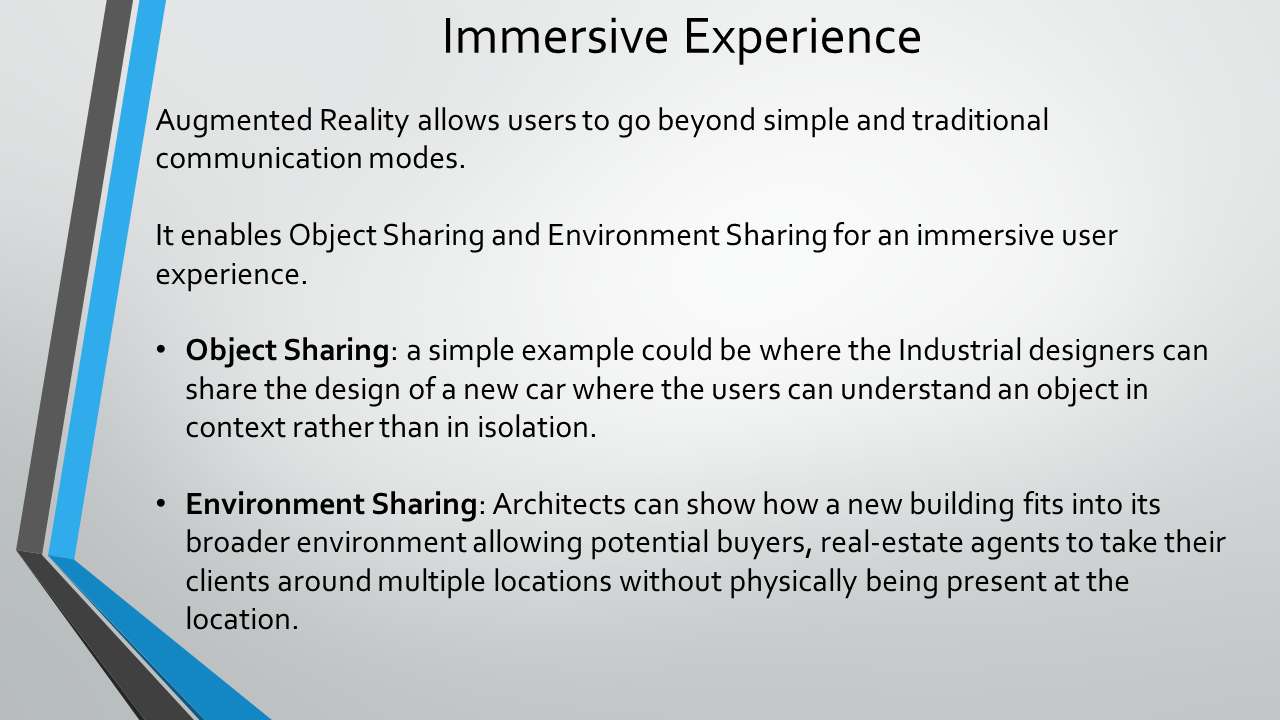 Immersive Experience
Augmented Reality allows users to go beyond simple and traditional
communication modes.
It enables Object Sharing and Environment Sharing for an immersive user
experience.
• Object Sharing: a simple example could be where the Industrial designers can
share the design of a new car where the users can understand an object in
context rather than in isolation.
• Environment Sharing: Architects can show how a new building fits into its
broader environment allowing potential buyers, real-estate agents to take their
clients around multiple locations without physically being present at the
location.